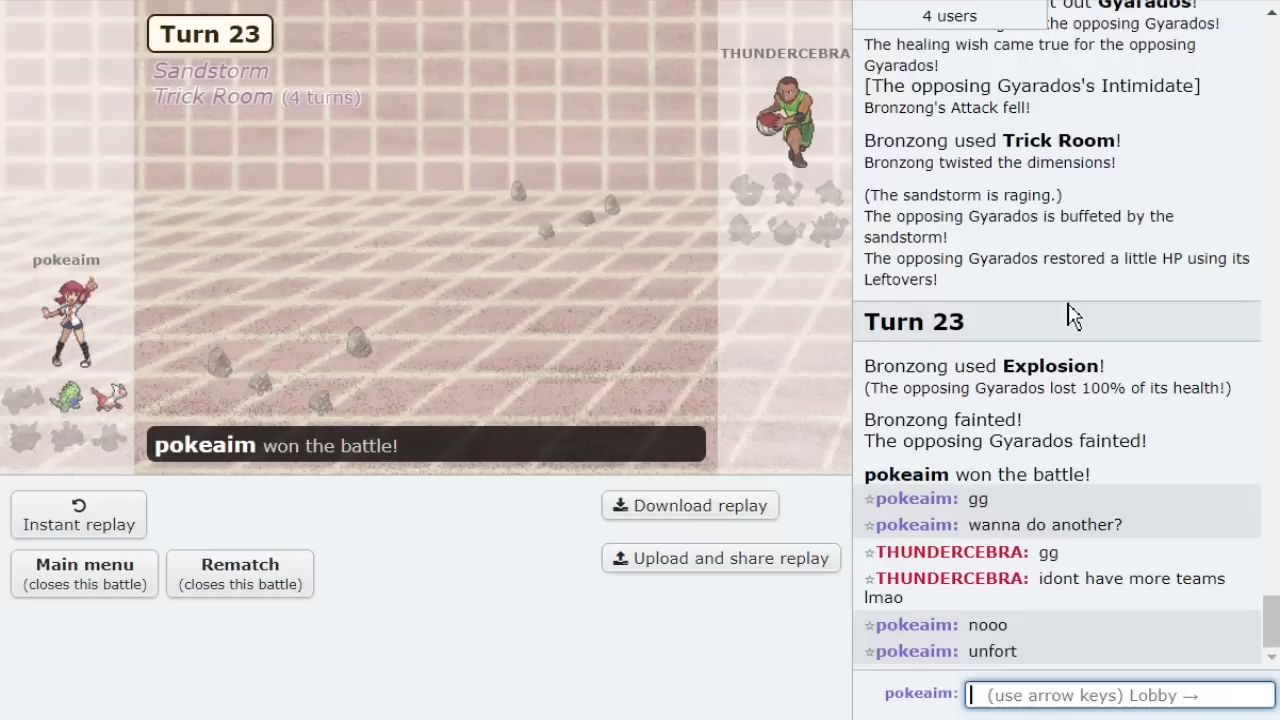 Turn 23
Sandstorm
Trick Room (4 turns)
THUNDERCEBRA
pokeaim
pokeaim won the battle!
Instant replay
Download replay
Main menu
(closes this battle)
Rematch
(closes this battle)
Upload and share replay
4 users
out Gyarados!
the opposing Gyarados!
The healing wish came true for the opposing
Gyarados!
[The opposing Gyarados's Intimidate]
Bronzong's Attack fell!
Bronzong used Trick Room!
Bronzong twisted the dimensions!
(The sandstorm is raging.)
The opposing Gyarados is buffeted by the
sandstorm!
The opposing Gyarados restored a little HP using its
Leftovers!
Turn 23
Bronzong used Explosion!
(The opposing Gyarados lost 100% of its health!)
Bronzong fainted!
The opposing Gyarados fainted!
pokeaim won the battle!
☆pokeaim: gg
☆pokeaim: wanna do another?
☆THUNDERCEBRA: gg
☆THUNDERCEBRA: idont have more teams
lmao
☆pokeaim: nooo
☆pokeaim: unfort
pokeaim: (use arrow keys) Lobby →